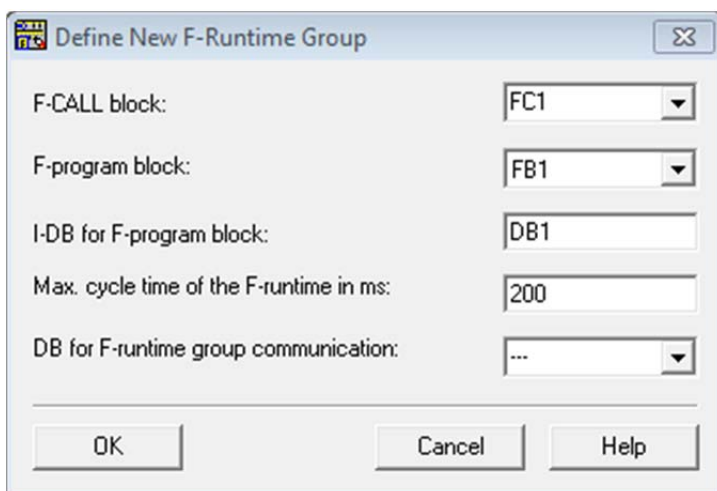 Define New F-Runtime Group
F-CALL block: FC1
F-program block: FB1
I-DB for F-program block: DB1
Max. cycle time of the F-runtime in ms: 200
DB for F-runtime group communication: ---
OK Cancel Help